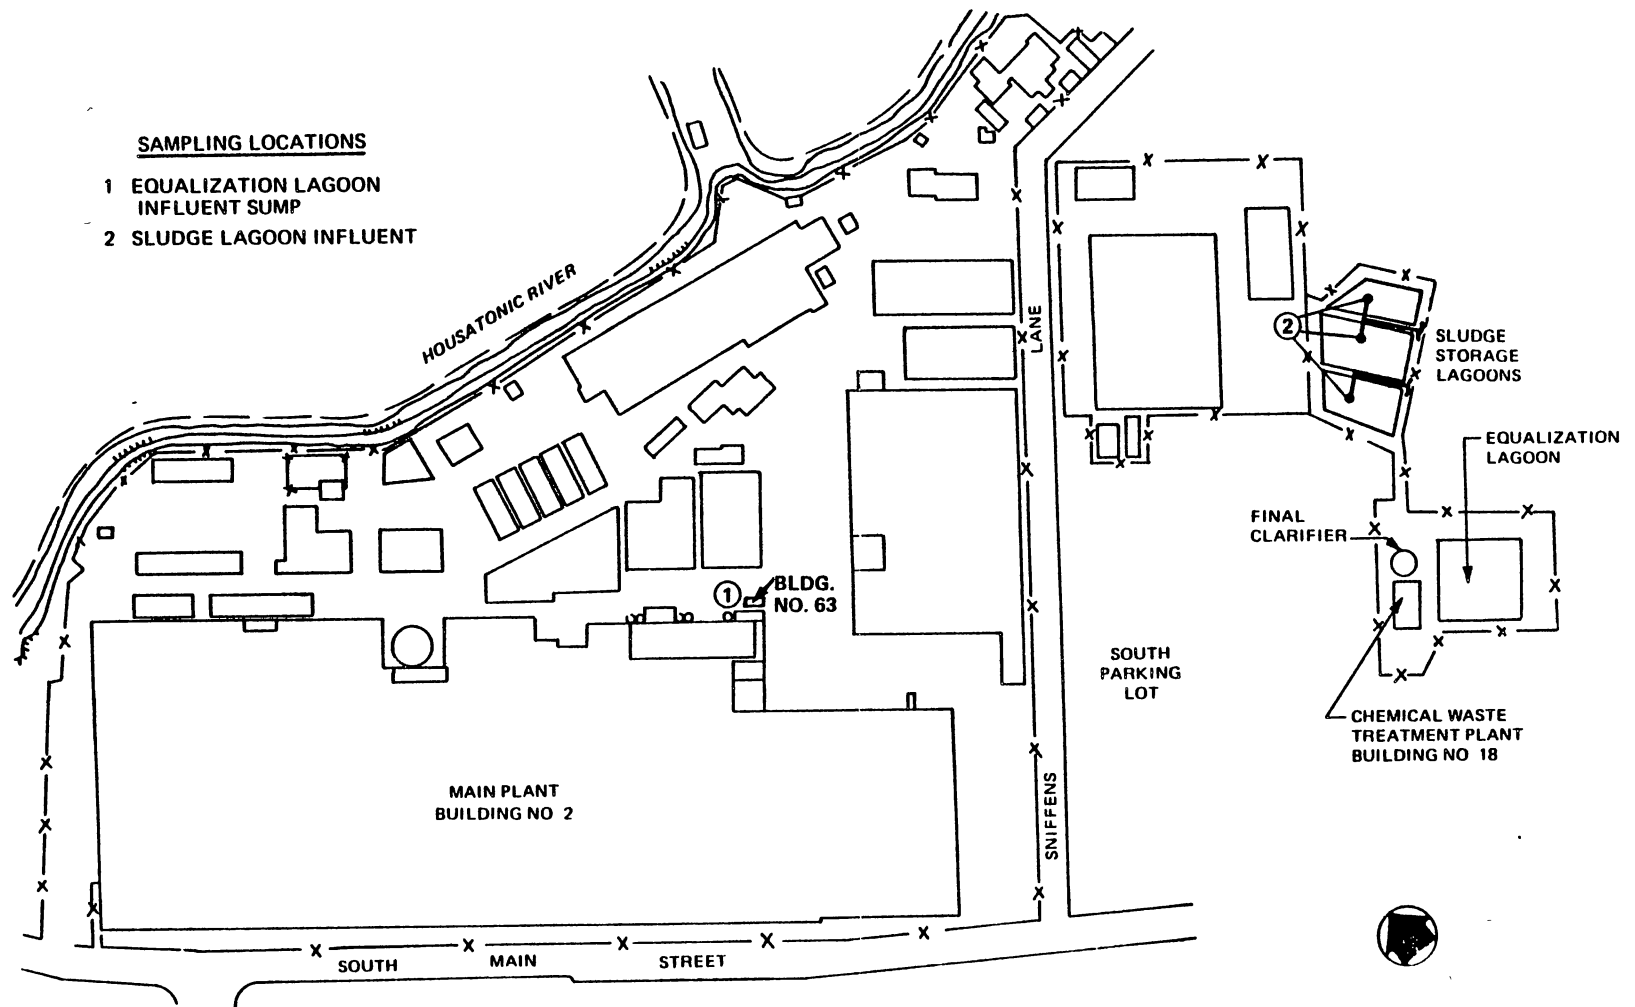 SAMPLING LOCATIONS
1 EQUALIZATION LAGOON
INFLUENT SUMP
2 SLUDGE LAGOON INFLUENT
HOUSATONIC RIVER
LANE
2
SLUDGE
STORAGE
LAGOONS
EQUALIZATION
LAGOON
FINAL
CLARIFIER
1
BLDG.
NO. 63
SOUTH
PARKING
LOT
CHEMICAL WASTE
TREATMENT PLANT
BUILDING NO 18
MAIN PLANT
BUILDING NO 2
SNIFFENS
SOUTH MAIN STREET